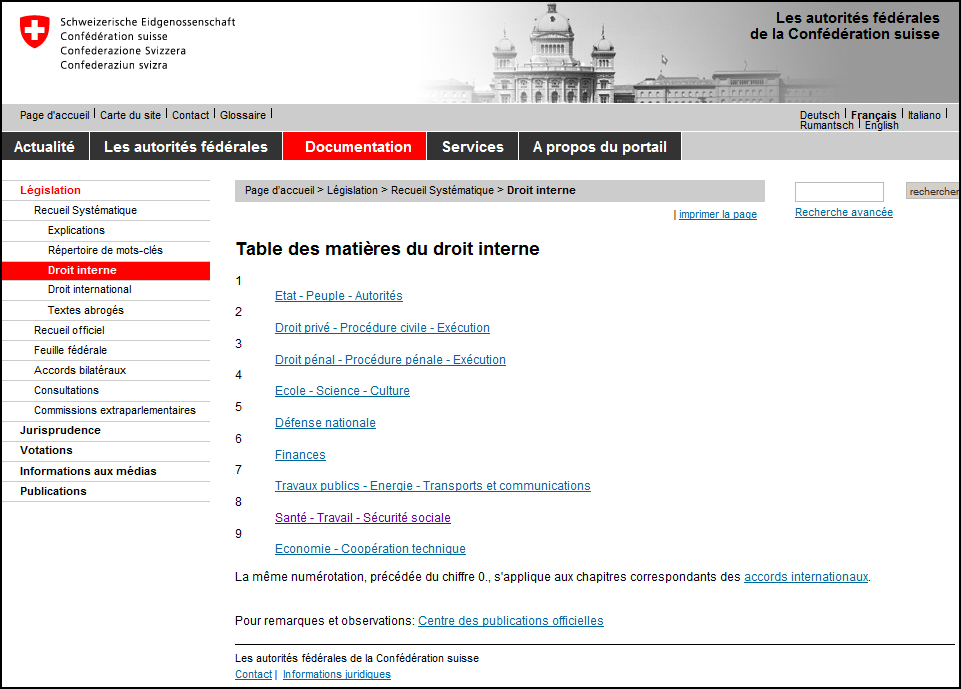 Schweizerische Eidgenossenschaft
Confédération suisse
Confederazione Svizzera
Confederaziun svizra
Les autorités fédérales
de la Confédération suisse
Page d'accueil | Carte du site | Contact | Glossaire |
Deutsch | Français | Italiano |
Rumantsch | English
Actualité
Les autorités fédérales
Documentation
Services
A propos du portail
Législation
Recueil Systématique
Explications
Répertoire de mots-clés
Droit interne
Droit international
Textes abrogés
Recueil officiel
Feuille fédérale
Accords bilatéraux
Consultations
Commissions extraparlementaires
Jurisprudence
Votations
Informations aux médias
Publications
Page d'accueil > Législation > Recueil Systématique > Droit interne
rechercher
| imprimer la page
Recherche avancée
Table des matières du droit interne
1
Etat - Peuple - Autorités
2
Droit privé - Procédure civile - Exécution
3
Droit pénal - Procédure pénale - Exécution
4
Ecole - Science - Culture
5
Défense nationale
6
Finances
7
Travaux publics - Energie - Transports et communications
8
Santé - Travail - Sécurité sociale
9
Economie - Coopération technique
La même numérotation, précédée du chiffre 0., s'applique aux chapitres correspondants des accords internationaux.
Pour remarques et observations: Centre des publications officielles
Les autorités fédérales de la Confédération suisse
Contact | Informations juridiques